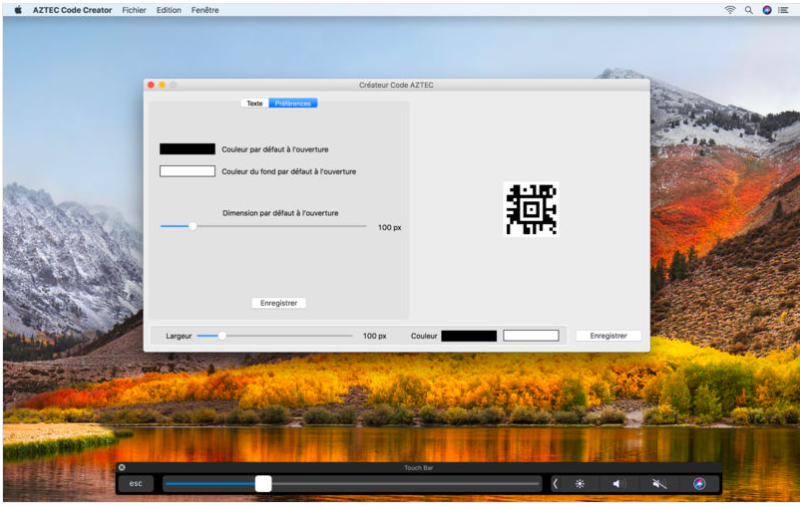 AZTEC Code Creator Fichier Edition Fenêtre
Créateur Code AZTEC
Texte Préférences
Couleur par défaut à l'ouverture
Couleur du fond par défaut à l'ouverture
Dimension par défaut à l'ouverture
100 px
Enregistrer
Largeur 100 px Couleur Enregistrer
Touch Bar
esc